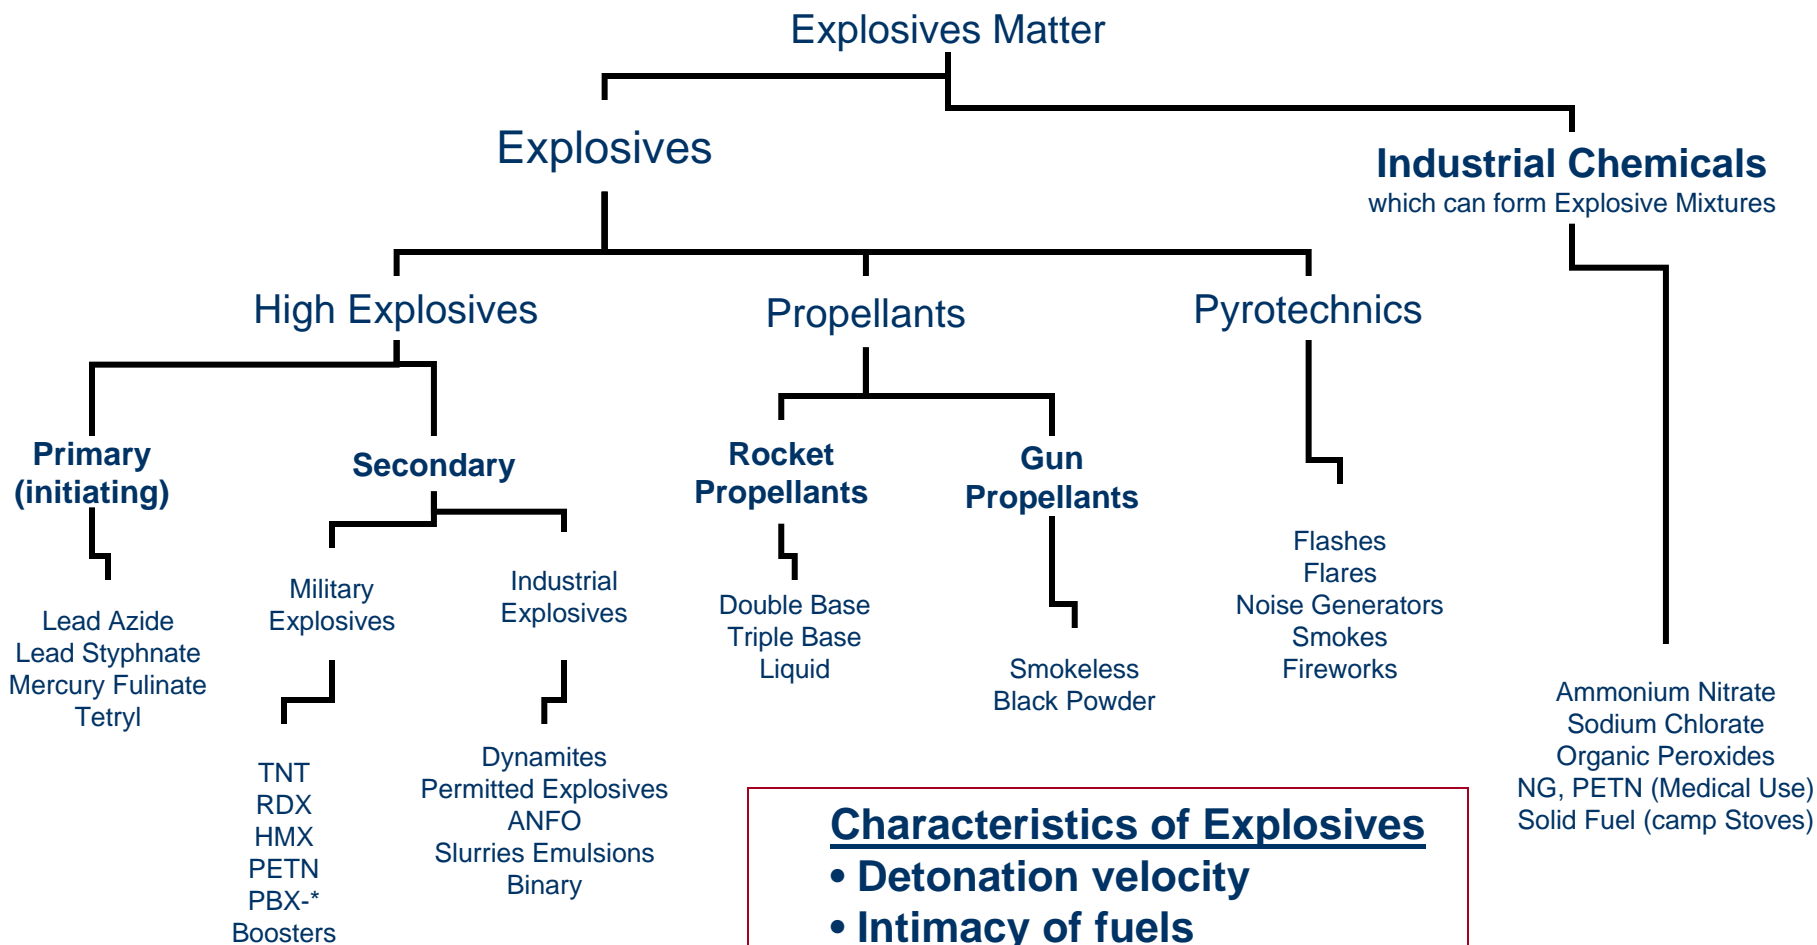 Explosives Matter
Explosives
Industrial Chemicals
which can form Explosive Mixtures
High Explosives
Propellants
Pyrotechnics
Primary
(initiating)
Secondary
Rocket
Propellants
Gun
Propellants
Lead Azide
Lead Styphnate
Mercury Fulinate
Tetryl
Military
Explosives
Industrial
Explosives
TNT
RDX
HMX
PETN
PBX-*
Boosters
Dynamites
Permitted Explosives
ANFO
Slurries Emulsions
Binary
Double Base
Triple Base
Liquid
Smokeless
Black Powder
Flashes
Flares
Noise Generators
Smokes
Fireworks
Ammonium Nitrate
Sodium Chlorate
Organic Peroxides
NG, PETN (Medical Use)
Solid Fuel (camp Stoves)
Characteristics of Explosives
• Detonation velocity
• Intimacy of fuels